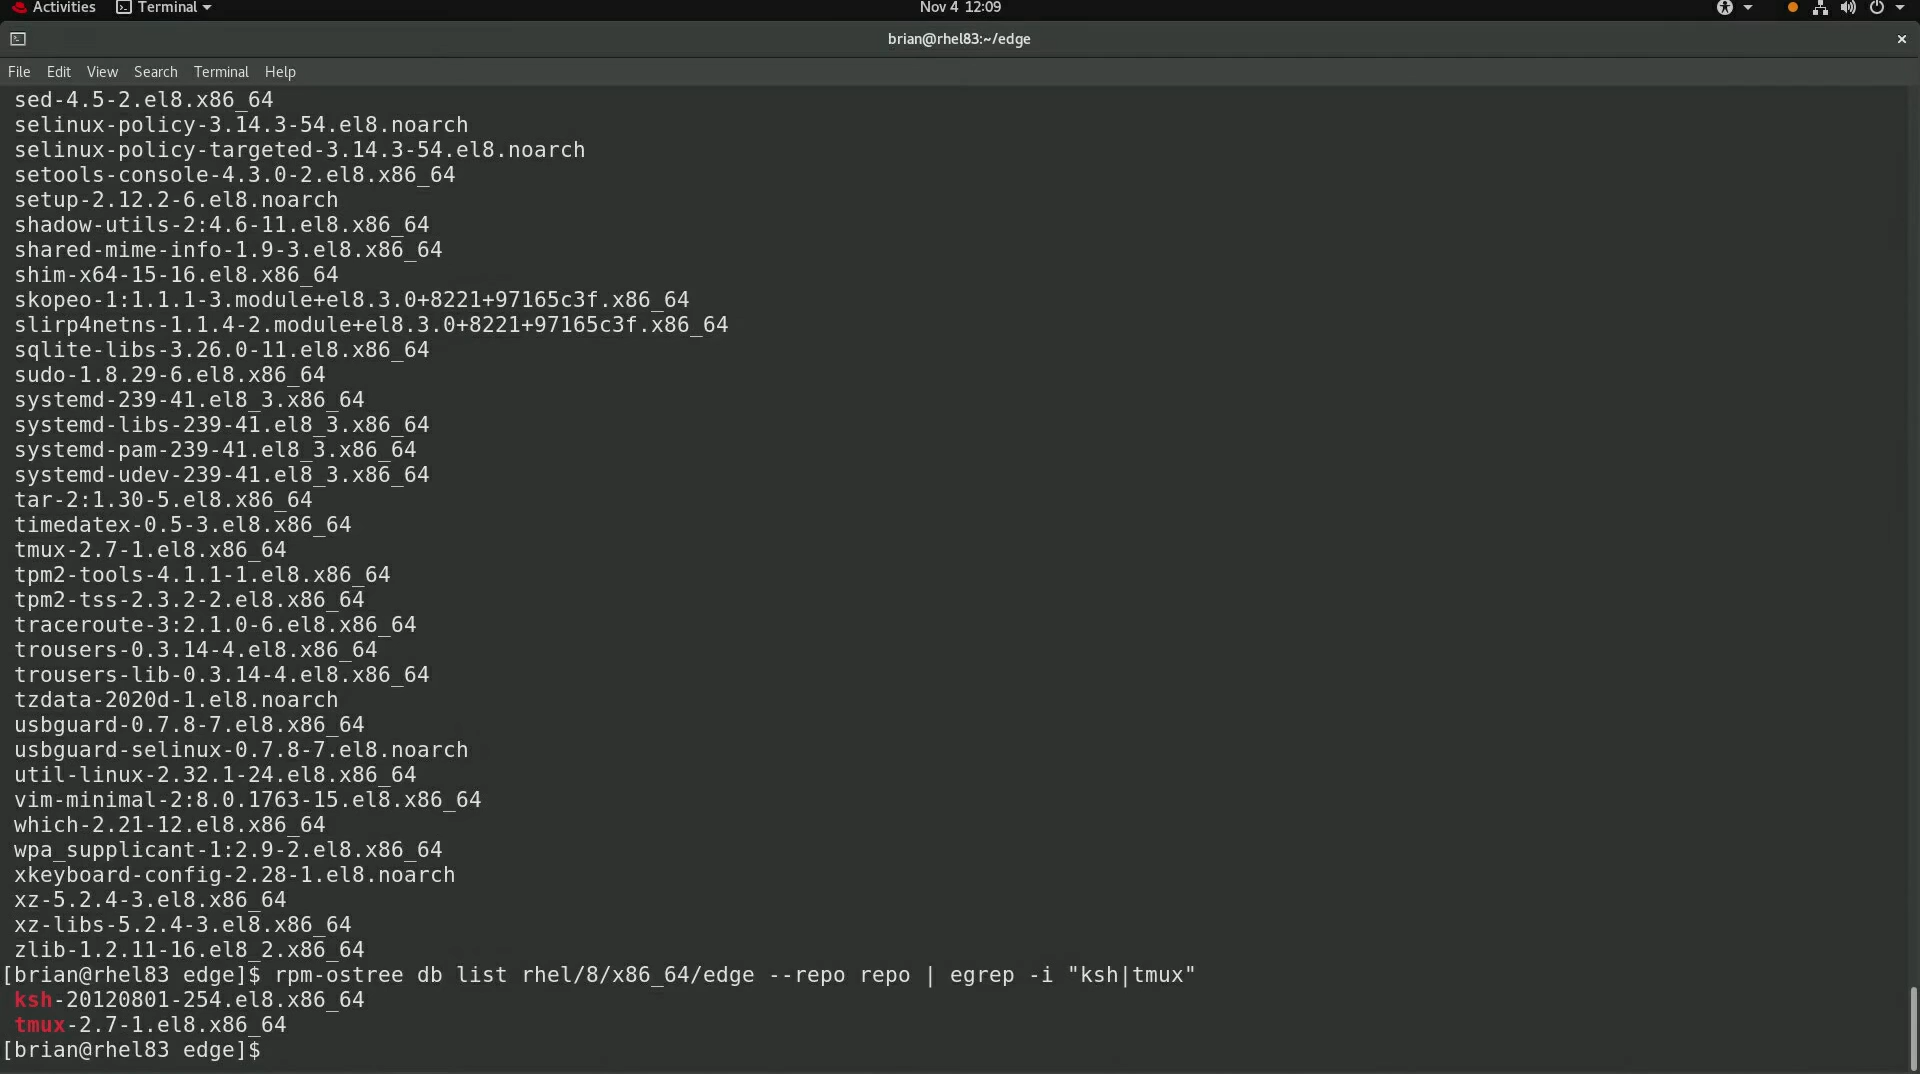 Activities Terminal Nov 4 12:09
brian@rhel83:~/edge
File Edit View Search Terminal Help
sed-4.5-2.el8.x86_64
selinux-policy-3.14.3-54.el8.noarch
selinux-policy-targeted-3.14.3-54.el8.noarch
setools-console-4.3.0-2.el8.x86_64
setup-2.12.2-6.el8.noarch
shadow-utils-2:4.6-11.el8.x86_64
shared-mime-info-1.9-3.el8.x86_64
shim-x64-15-16.el8.x86_64
skopeo-1:1.1.1-3.module+el8.3.0+8221+97165c3f.x86_64
slirp4netns-1.1.4-2.module+el8.3.0+8221+97165c3f.x86_64
sqlite-libs-3.26.0-11.el8.x86_64
sudo-1.8.29-6.el8.x86_64
systemd-239-41.el8_3.x86_64
systemd-libs-239-41.el8_3.x86_64
systemd-pam-239-41.el8_3.x86_64
systemd-udev-239-41.el8_3.x86_64
tar-2:1.30-5.el8.x86_64
timedatex-0.5-3.el8.x86_64
tmux-2.7-1.el8.x86_64
tpm2-tools-4.1.1-1.el8.x86_64
tpm2-tss-2.3.2-2.el8.x86_64
traceroute-3:2.1.0-6.el8.x86_64
trousers-0.3.14-4.el8.x86_64
trousers-lib-0.3.14-4.el8.x86_64
tzdata-2020d-1.el8.noarch
usbguard-0.7.8-7.el8.x86_64
usbguard-selinux-0.7.8-7.el8.noarch
util-linux-2.32.1-24.el8.x86_64
vim-minimal-2:8.0.1763-15.el8.x86_64
which-2.21-12.el8.x86_64
wpa_supplicant-1:2.9-2.el8.x86_64
xkeyboard-config-2.28-1.el8.noarch
xz-5.2.4-3.el8.x86_64
xz-libs-5.2.4-3.el8.x86_64
zlib-1.2.11-16.el8_2.x86_64
[brian@rhel83 edge]$ rpm-ostree db list rhel/8/x86_64/edge --repo repo | egrep -i "ksh|tmux"
ksh-20120801-254.el8.x86_64
tmux-2.7-1.el8.x86_64
[brian@rhel83 edge]$